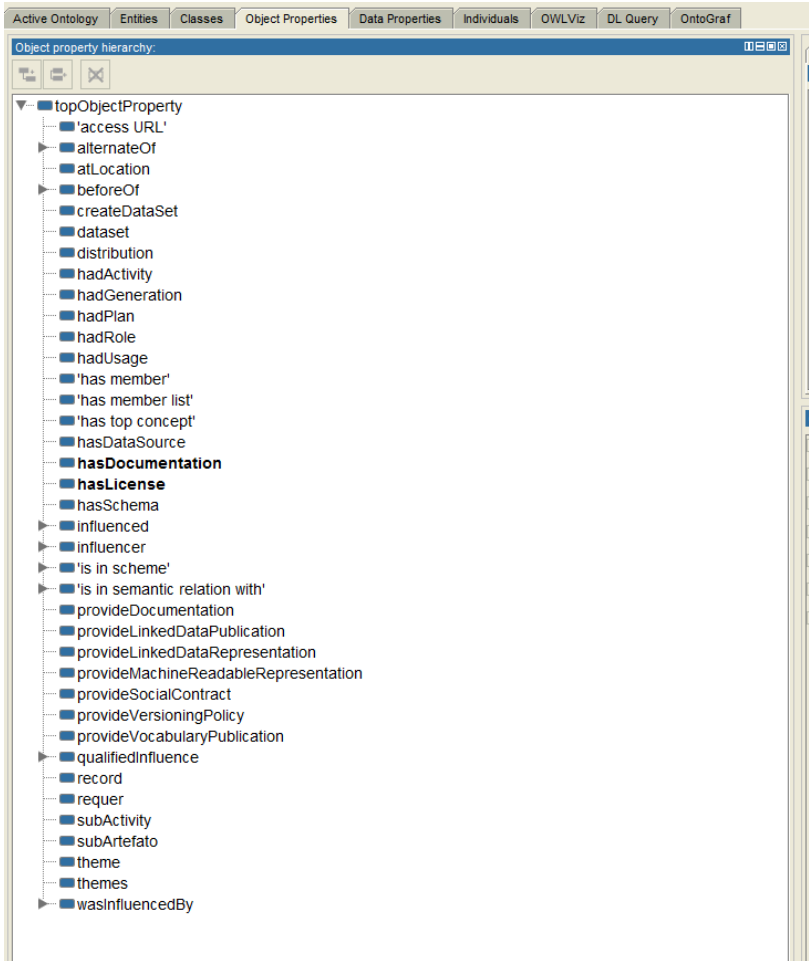 Active Ontology Entities Classes Object Properties Data Properties Individuals OWLViz DL Query OntoGraf
Object property hierarchy:
topObjectProperty
'access URL'
alternateOf
atLocation
beforeOf
createDataSet
dataset
distribution
hadActivity
hadGeneration
hadPlan
hadRole
hadUsage
'has member'
'has member list'
'has top concept'
hasDataSource
hasDocumentation
hasLicense
hasSchema
influenced
influencer
'is in scheme'
'is in semantic relation with'
provideDocumentation
provideLinkedDataPublication
provideLinkedDataRepresentation
provideMachineReadableRepresentation
provideSocialContract
provideVersioningPolicy
provideVocabularyPublication
qualifiedInfluence
record
requer
subActivity
subArtefato
theme
themes
wasInfluencedBy